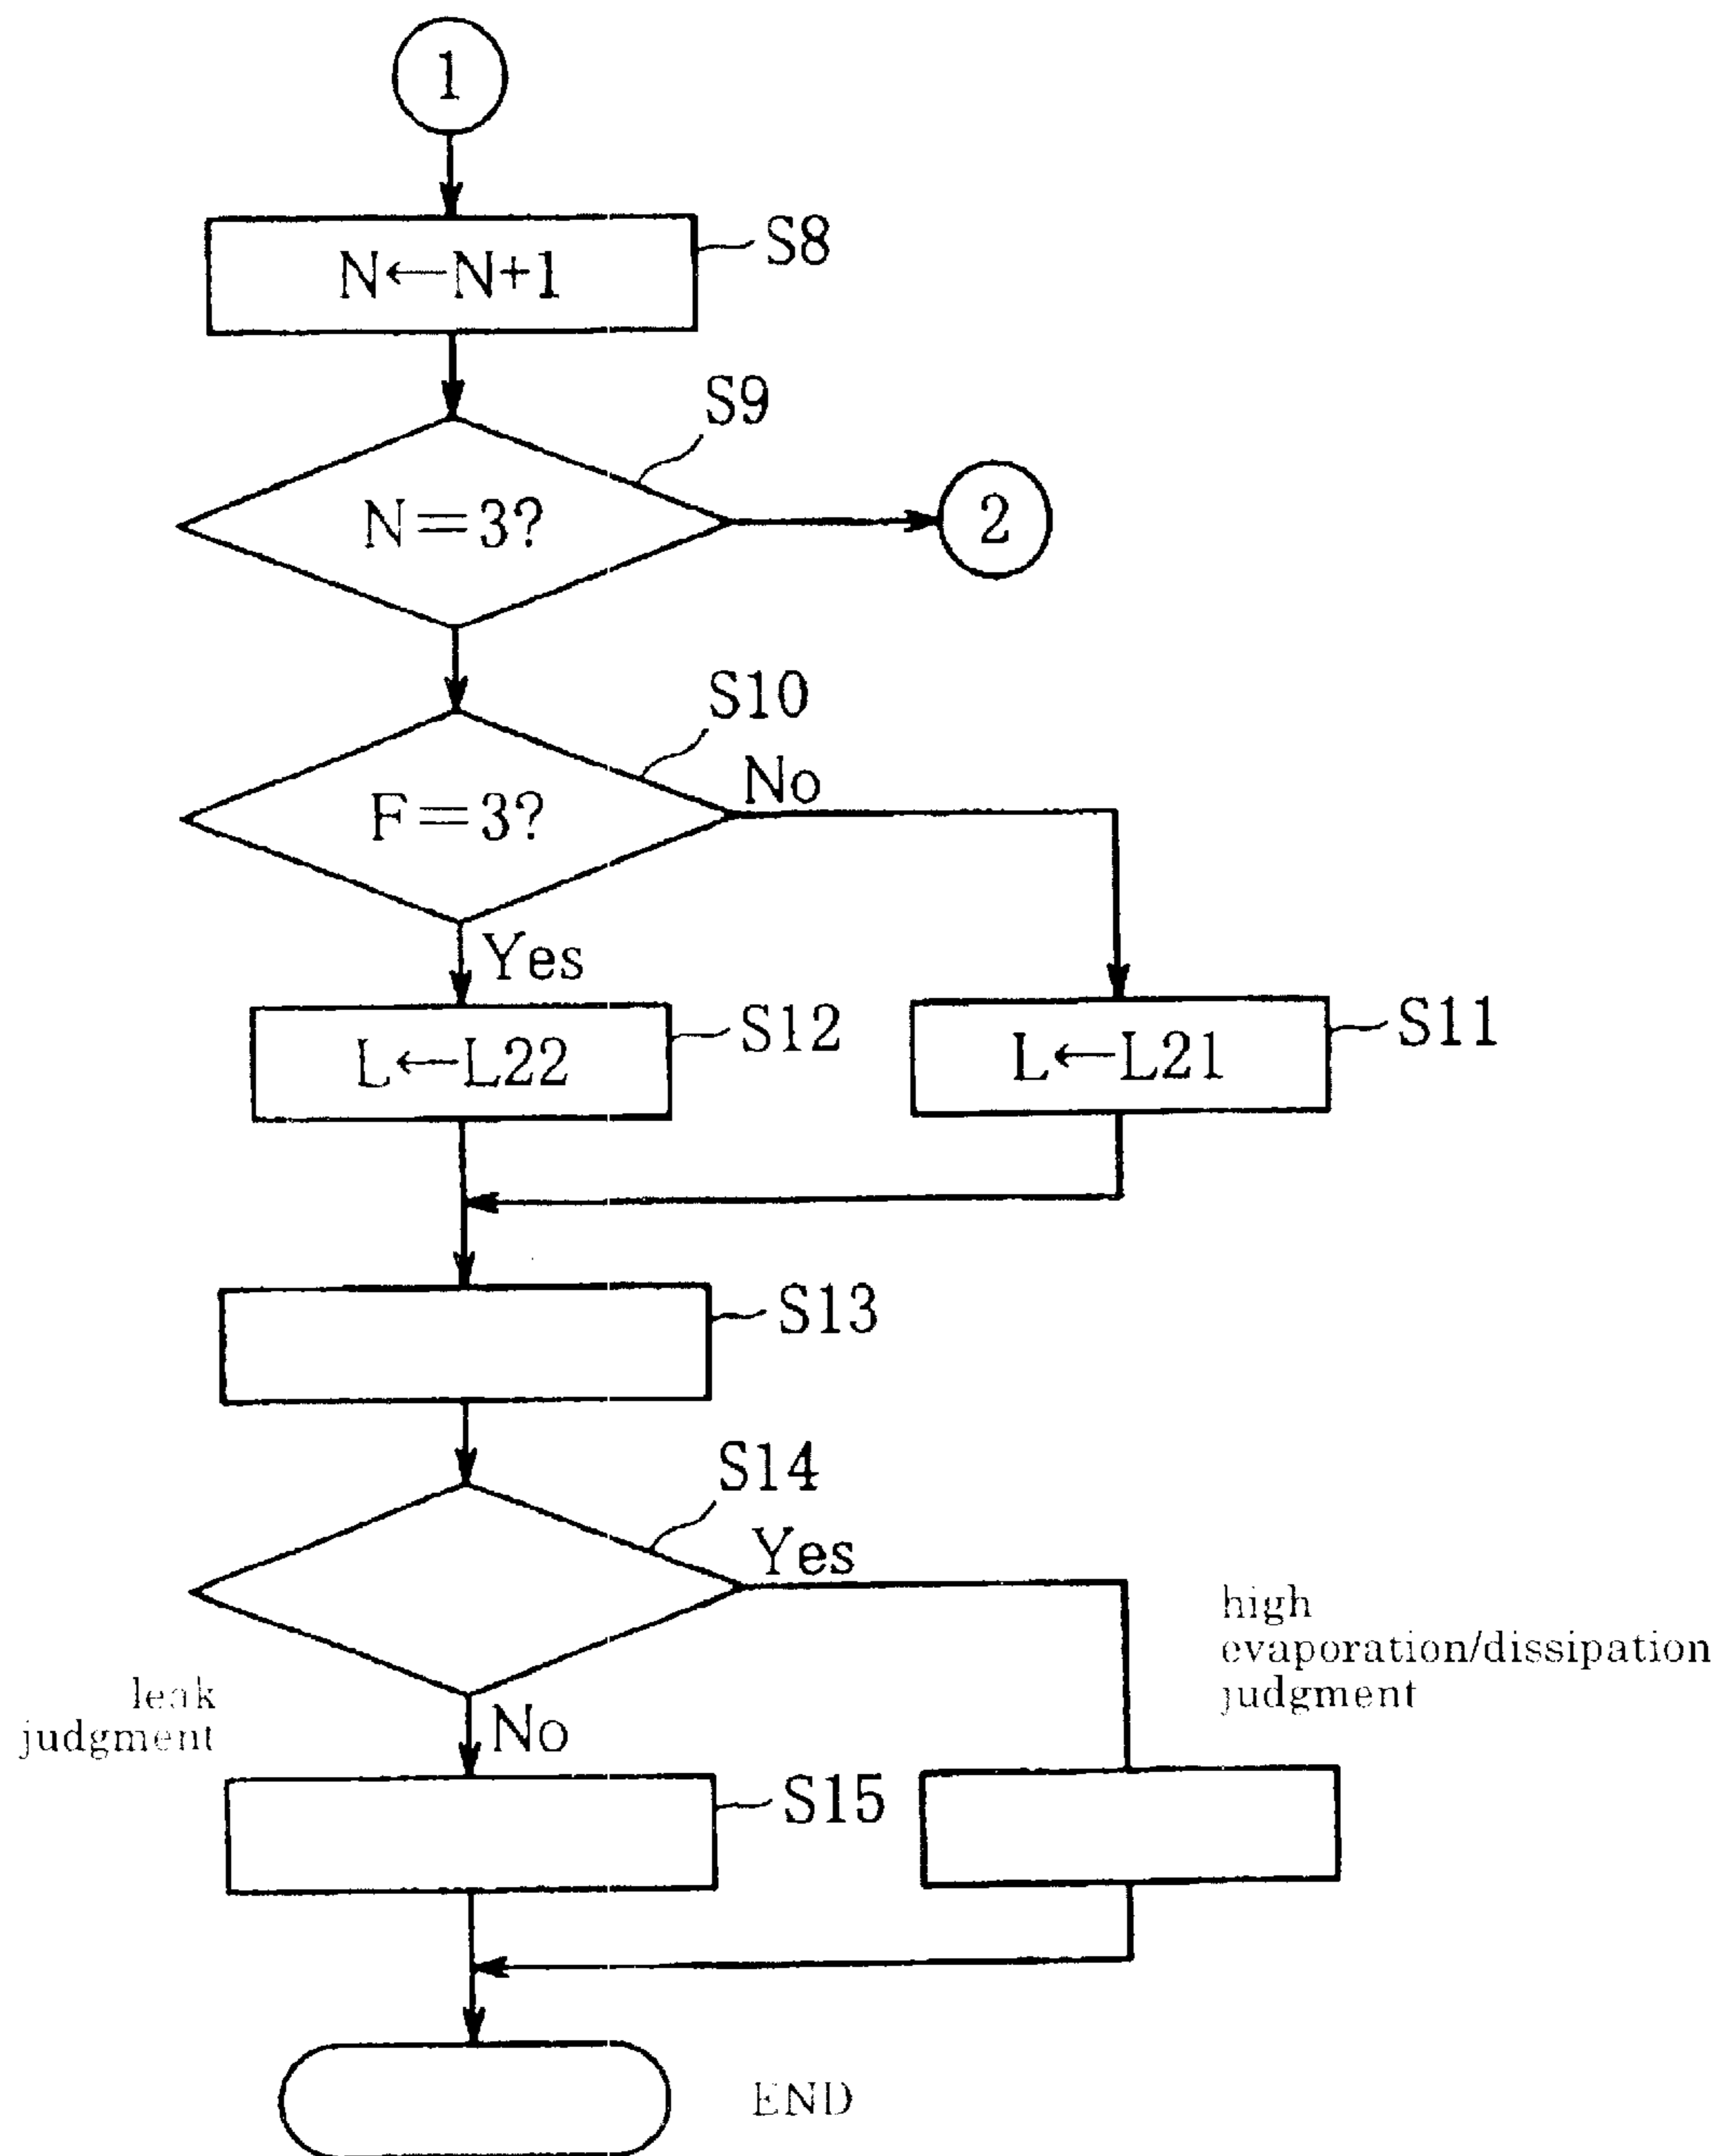 1
S8
N←N+1
S9
N=3?
2
S10
No
F=3?
Yes
S12
L←L22
S11
L←L21
S13
S14
Yes
high
evaporation/dissipation
judgment
leak
judgment
No
S15
END